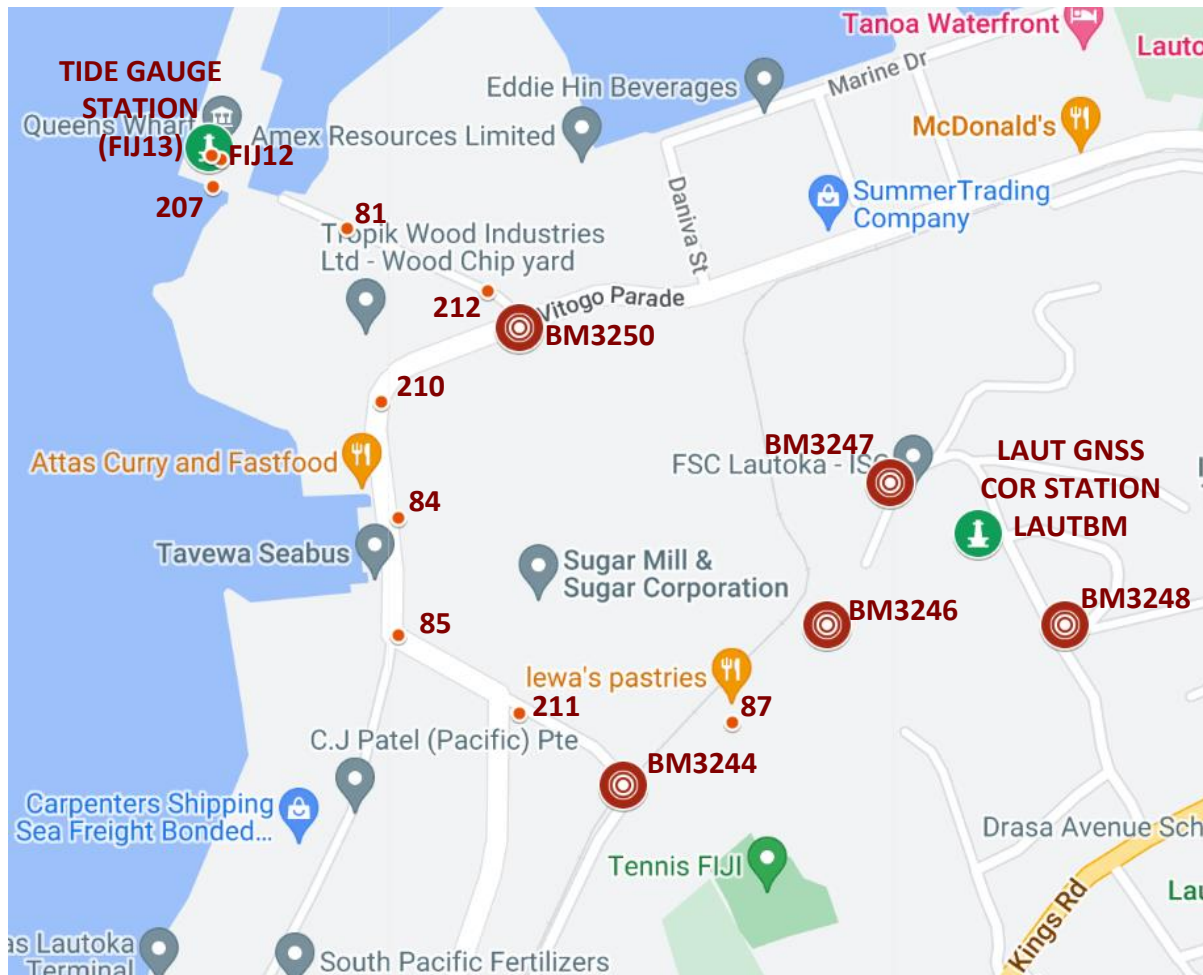 Tanoa Waterfront
Lauto
TIDE GAUGE
STATION
(FIJ13)
Queens Wharf
FIJ12
207
Eddie Hin Beverages
Marine Dr
Amex Resources Limited
McDonald's
81
Tropik Wood Industries
Ltd - Wood Chip yard
Daniva St
SummerTrading
Company
212
Vitogo Parade
BM3250
210
Attas Curry and Fastfood
BM3247
FSC Lautoka - ISC
LAUT GNSS
COR STATION
LAUTBM
84
Tavewa Seabus
Sugar Mill &
Sugar Corporation
BM3246
BM3248
85
Iewa's pastries
87
211
C.J Patel (Pacific) Pte
BM3244
Carpenters Shipping
Sea Freight Bonded...
Drasa Avenue Sch
Tennis FIJI
Lau
Kings Rd
as Lautoka
Terminal
South Pacific Fertilizers